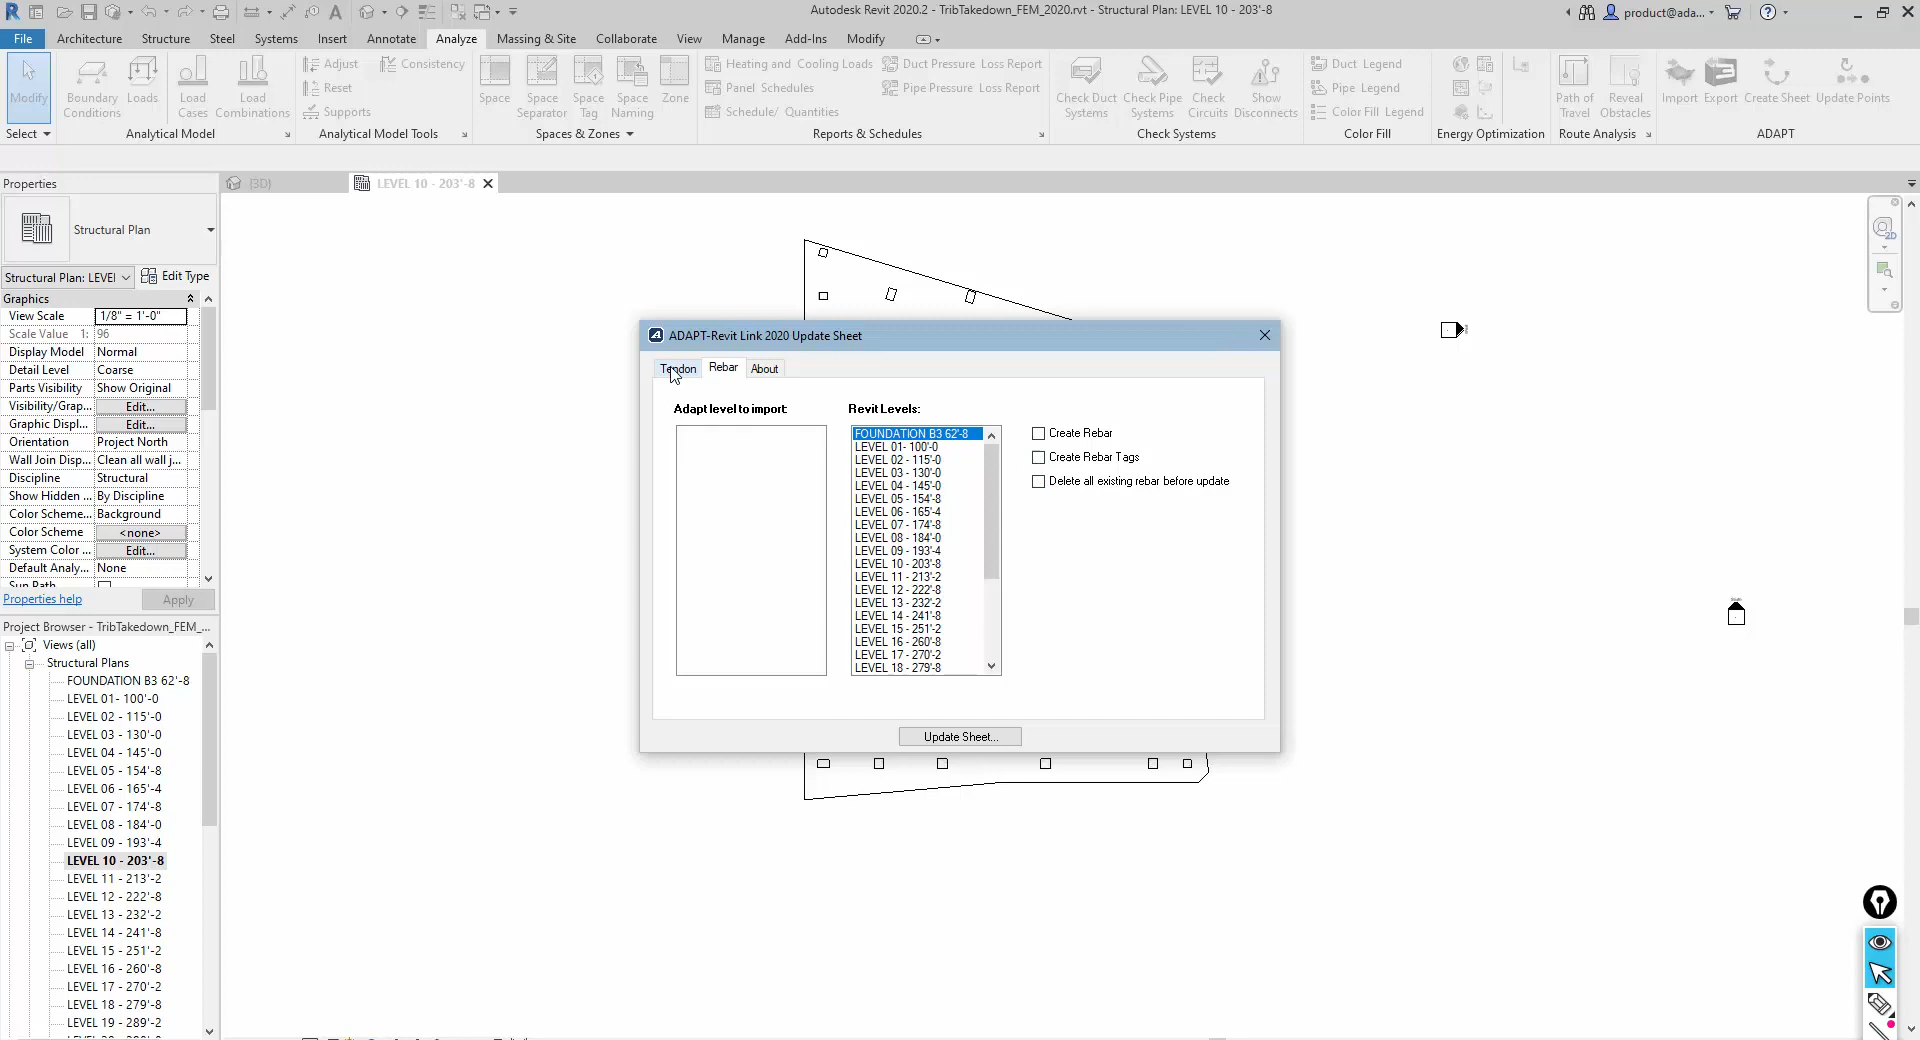 Autodesk Revit 2020.2 - TribTakedown_FEM_2020.rvt - Structural Plan: LEVEL 10 - 203'-8
product@ada...
File Architecture Structure Steel Systems Insert Annotate Analyze Massing & Site Collaborate View Manage Add-Ins Modify
Modify
Select
Boundary Conditions
Loads
Load Cases
Load Combinations
Analytical Model
Adjust
Reset
Supports
Consistency
Analytical Model Tools
Space
Space Separator
Space Tag
Space Naming
Zone
Spaces & Zones
Heating and Cooling Loads
Panel Schedules
Schedule/ Quantities
Duct Pressure Loss Report
Pipe Pressure Loss Report
Reports & Schedules
Check Duct Systems
Check Pipe Systems
Check Circuits
Show Disconnects
Check Systems
Duct Legend
Pipe Legend
Color Fill Legend
Color Fill
Energy Optimization
Path of Travel
Reveal Obstacles
Route Analysis
Import
Export
Create Sheet
Update Points
ADAPT
Properties
{3D}
LEVEL 10 - 203'-8
Structural Plan
Structural Plan: LEVEI
Edit Type
Graphics
View Scale 1/8" = 1'-0"
Scale Value 1: 96
Display Model Normal
Detail Level Coarse
Parts Visibility Show Original
Visibility/Grap... Edit...
Graphic Displ... Edit...
Orientation Project North
Wall Join Disp... Clean all wall j...
Discipline Structural
Show Hidden ... By Discipline
Color Scheme... Background
Color Scheme <none>
System Color ... Edit...
Default Analy... None
Sun Path
Properties help
Apply
Project Browser - TribTakedown_FEM_...
Views (all)
Structural Plans
FOUNDATION B3 62'-8
LEVEL 01- 100'-0
LEVEL 02 - 115'-0
LEVEL 03 - 130'-0
LEVEL 04 - 145'-0
LEVEL 05 - 154'-8
LEVEL 06 - 165'-4
LEVEL 07 - 174'-8
LEVEL 08 - 184'-0
LEVEL 09 - 193'-4
LEVEL 10 - 203'-8
LEVEL 11 - 213'-2
LEVEL 12 - 222'-8
LEVEL 13 - 232'-2
LEVEL 14 - 241'-8
LEVEL 15 - 251'-2
LEVEL 16 - 260'-8
LEVEL 17 - 270'-2
LEVEL 18 - 279'-8
LEVEL 19 - 289'-2
ADAPT-Revit Link 2020 Update Sheet
Tendon Rebar About
Adapt level to import:
Revit Levels:
FOUNDATION B3 62'-8
LEVEL 01- 100'-0
LEVEL 02 - 115'-0
LEVEL 03 - 130'-0
LEVEL 04 - 145'-0
LEVEL 05 - 154'-8
LEVEL 06 - 165'-4
LEVEL 07 - 174'-8
LEVEL 08 - 184'-0
LEVEL 09 - 193'-4
LEVEL 10 - 203'-8
LEVEL 11 - 213'-2
LEVEL 12 - 222'-8
LEVEL 13 - 232'-2
LEVEL 14 - 241'-8
LEVEL 15 - 251'-2
LEVEL 16 - 260'-8
LEVEL 17 - 270'-2
LEVEL 18 - 279'-8
Create Rebar
Create Rebar Tags
Delete all existing rebar before update
Update Sheet...
2D